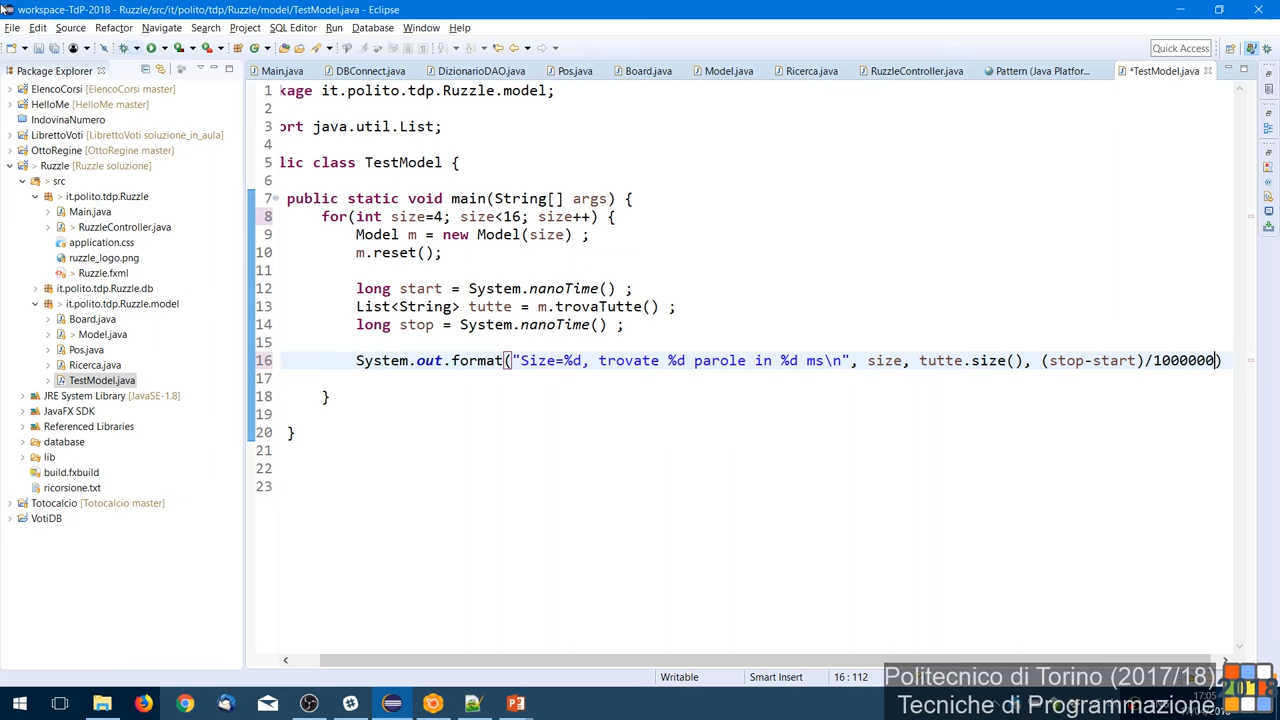 workspace-TdP-2018 - Ruzzle/src/it/polito/tdp/Ruzzle/model/TestModel.java - Eclipse
File Edit Source Refactor Navigate Search Project SQL Editor Run Database Window Help
Quick Access
Package Explorer
Main.java DBConnect.java DizionarioDAO.java Pos.java Board.java Model.java Ricerca.java RuzzleController.java Pattern (Java Platfor... *TestModel.java
ElencoCorsi [ElencoCorsi master]
HelloMe [HelloMe master]
IndovinaNumero
LibrettoVoti [LibrettoVoti soluzione_in_aula]
OttoRegine [OttoRegine master]
> Ruzzle [Ruzzle soluzione]
> src
> it.polito.tdp.Ruzzle
Main.java
> RuzzleController.java
application.css
ruzzle_logo.png
> Ruzzle.fxml
it.polito.tdp.Ruzzle.db
> it.polito.tdp.Ruzzle.model
Board.java
> Model.java
Pos.java
Ricerca.java
TestModel.java
JRE System Library [JavaSE-1.8]
JavaFX SDK
Referenced Libraries
database
lib
build.fxbuild
ricorsione.txt
Totocalcio [Totocalcio master]
VotiDB
1 kage it.polito.tdp.Ruzzle.model;
2
3 ort java.util.List;
4
5 lic class TestModel {
6
7 public static void main(String[] args) {
8 for(int size=4; size<16; size++) {
9 Model m = new Model(size) ;
10 m.reset();
11
12 long start = System.nanoTime() ;
13 List<String> tutte = m.trovaTutte() ;
14 long stop = System.nanoTime() ;
15
16 System.out.format("Size=%d, trovate %d parole in %d ms\n", size, tutte.size(), (stop-start)/1000000)
17
18 }
19
20 }
21
22
23
Writable Smart Insert 16 : 112
Politecnico di Torino (2017/18)
Tecniche di Programmazione
2018
17:05